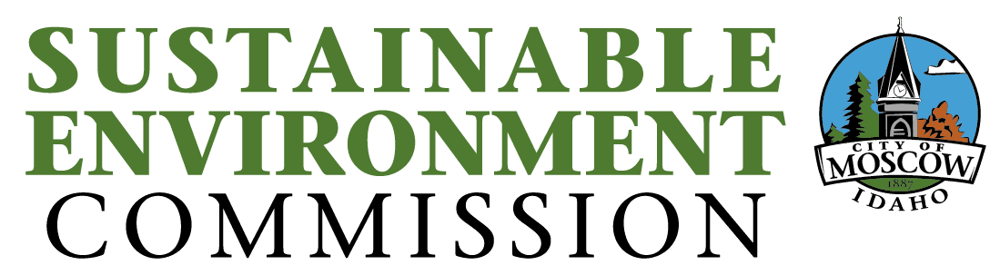 SUSTAINABLE
ENVIRONMENT
COMMISSION
CITY OF
MOSCOW
1887
IDAHO